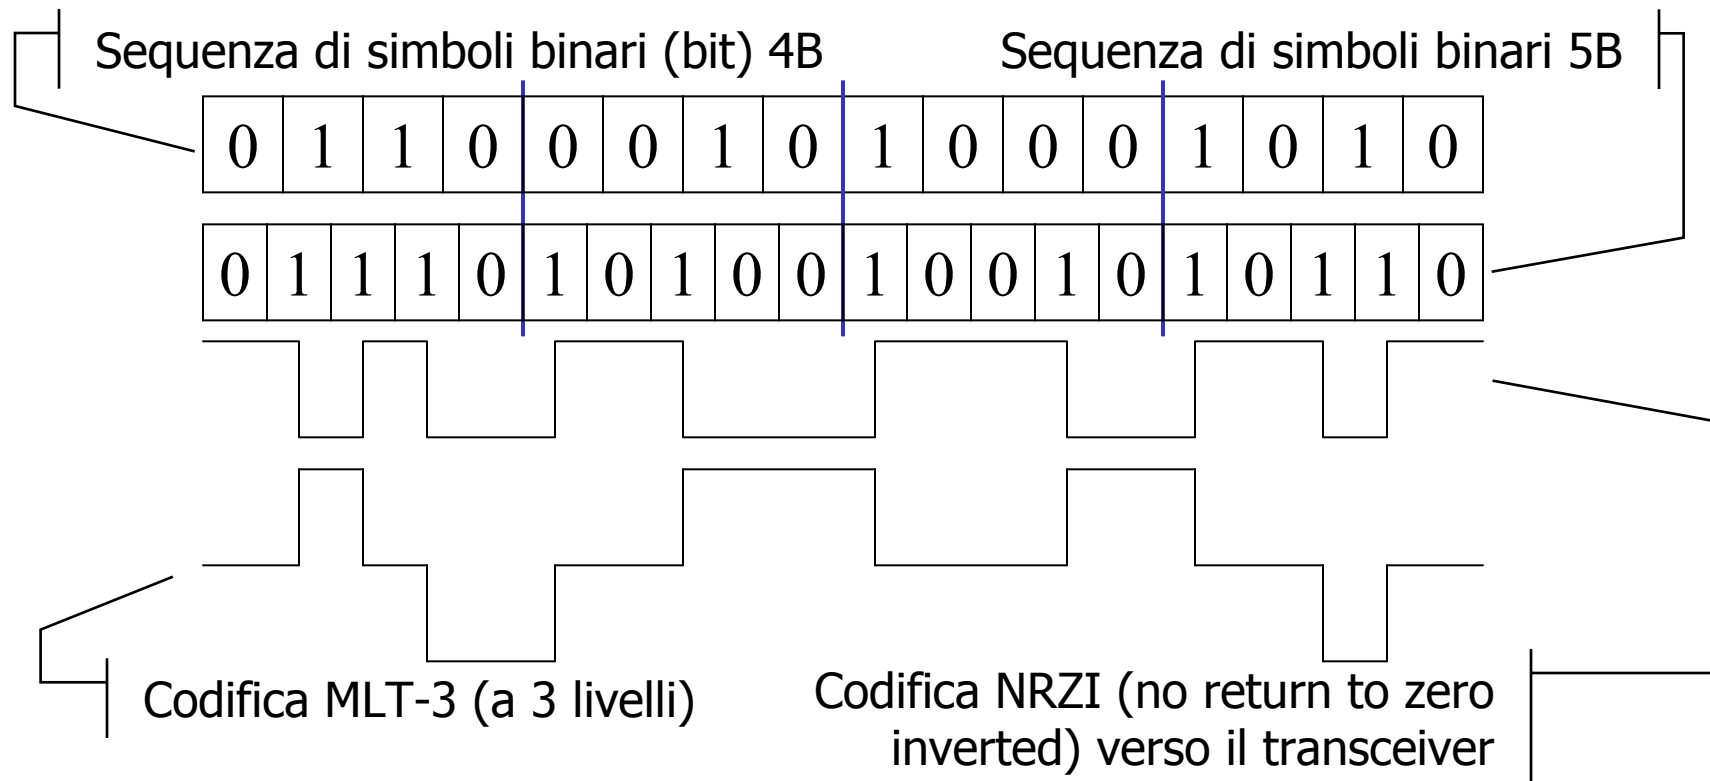 Sequenza di simboli binari (bit) 4B
Sequenza di simboli binari 5B
0 1 1 0 0 0 1 0 1 0 0 0 1 0 1 0
0 1 1 1 0 1 0 1 0 0 1 0 0 1 0 1 0 1 1 0
Codifica MLT-3 (a 3 livelli)
Codifica NRZI (no return to zero
inverted) verso il transceiver